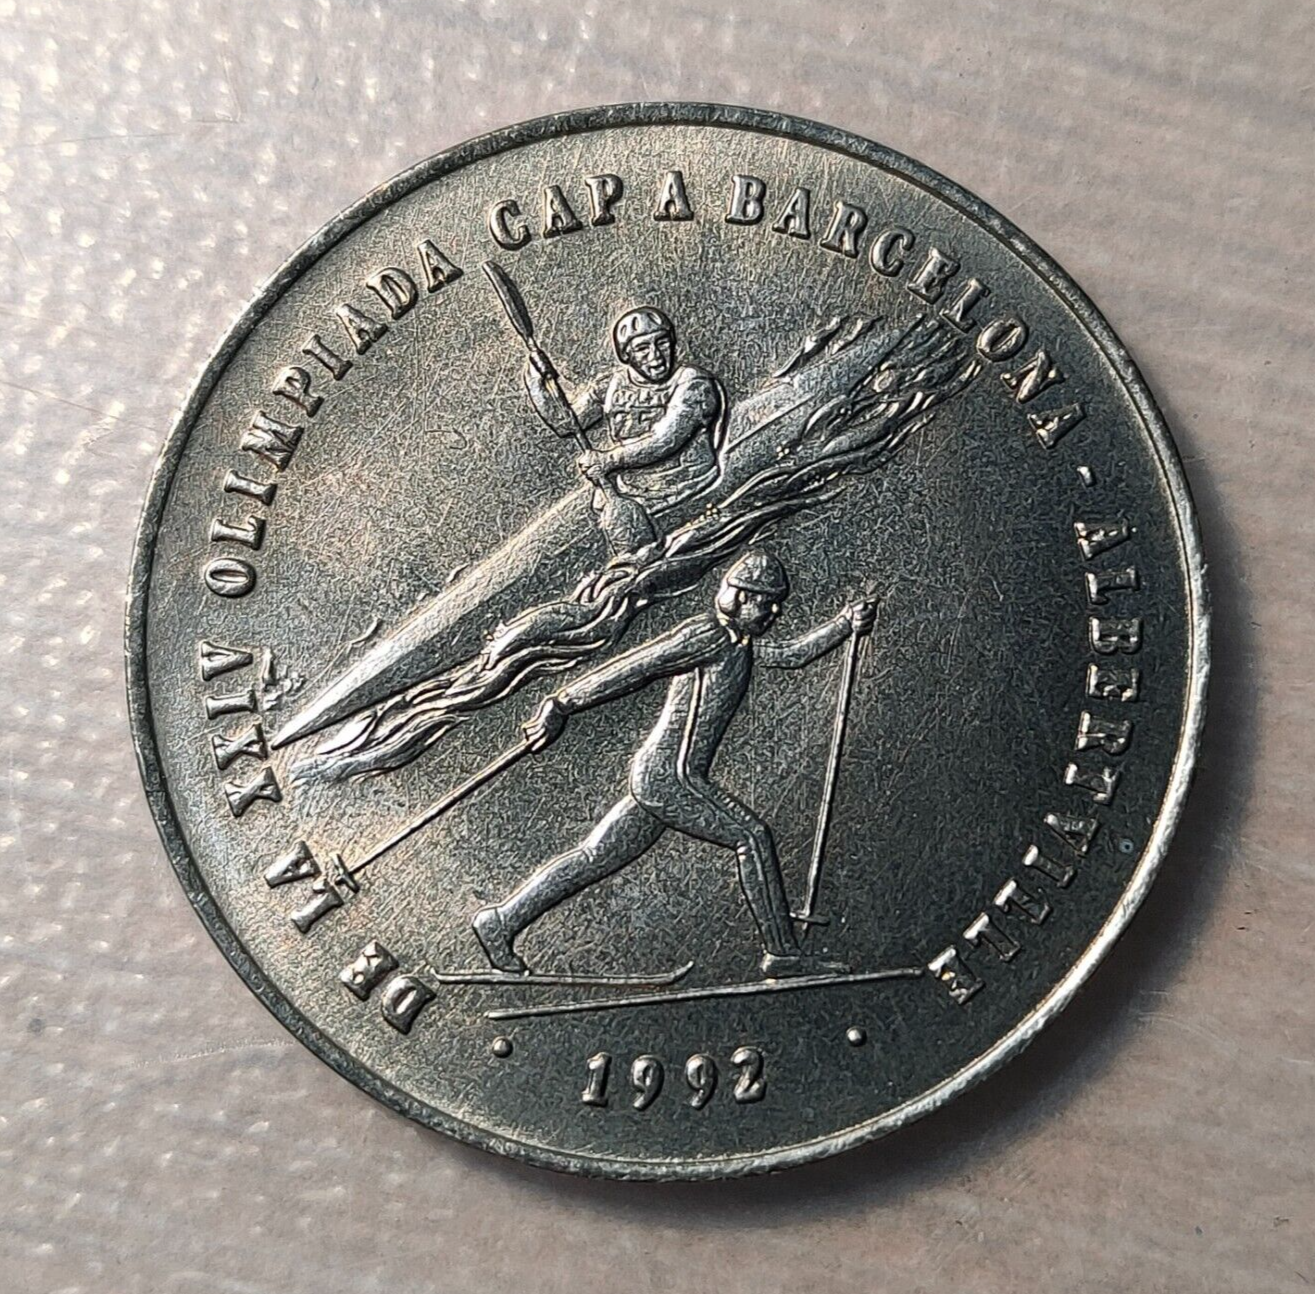 DE LA XXIV OLIMPIADA CAP A BARCELONA - ALBERTVILLE
1992